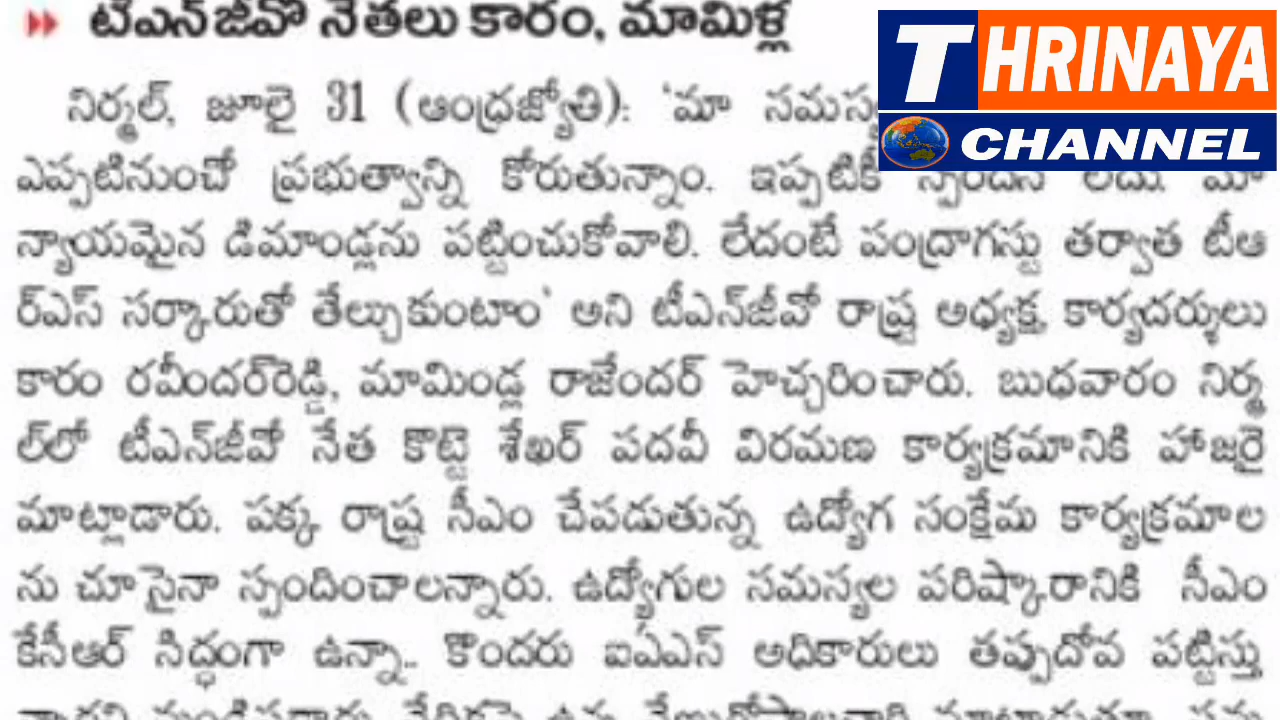 టీఎన్‌జీవో నేతలు కారం, మామిళ్ల
THRINAYA
CHANNEL
నిర్మల్, జూలై 31 (ఆంధ్రజ్యోతి): ‘మా
ఎప్పటినుంచో ప్రభుత్వాన్ని కోరుతున్నాం. ఇప్పటికీ స్పందన లేదు. మా
న్యాయమైన డిమాండ్లను పట్టించుకోవాలి. లేదంటే పంద్రాగస్టు తర్వాత టీఆ
ర్ఎస్ సర్కారుతో తేల్చుకుంటాం’ అని టీఎన్‌జీవో రాష్ట్ర అధ్యక్ష, కార్యదర్శులు
కారం రవీందర్‌రెడ్డి, మామిండ్ల రాజేందర్ హెచ్చరించారు. బుధవారం నిర్మ
ల్‌లో టీఎన్‌జీవో నేత కొట్టె శేఖర్ పదవీ విరమణ కార్యక్రమానికి హాజరై
మాట్లాడారు. పక్క రాష్ట్ర సీఎం చేపడుతున్న ఉద్యోగ సంక్షేమ కార్యక్రమాల
ను చూసైనా స్పందించాలన్నారు. ఉద్యోగుల సమస్యల పరిష్కారానికి సీఎం
కేసీఆర్ సిద్ధంగా ఉన్నా.. కొందరు ఐఏఎస్ అధికారులు తప్పుదోవ పట్టిస్తు